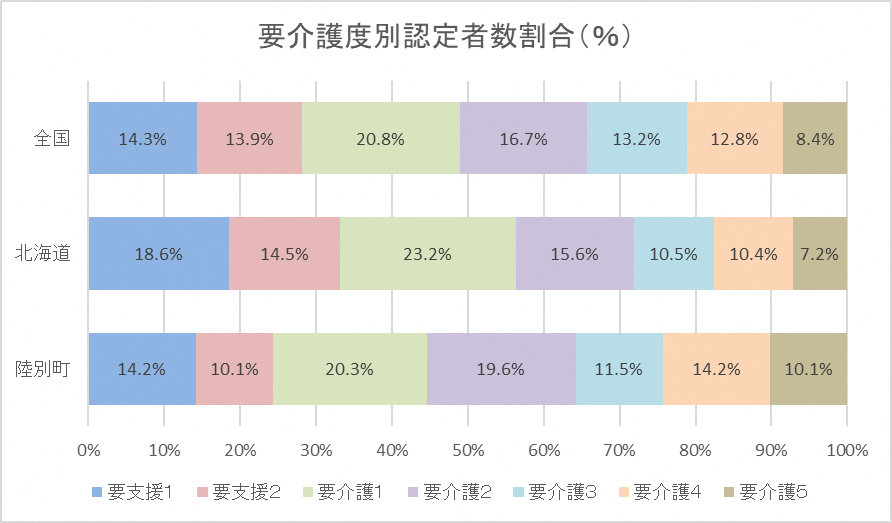 要介護度別認定者数割合(%)
全国 14.3% 13.9% 20.8% 16.7% 13.2% 12.8% 8.4%
北海道 18.6% 14.5% 23.2% 15.6% 10.5% 10.4% 7.2%
陸別町 14.2% 10.1% 20.3% 19.6% 11.5% 14.2% 10.1%
0% 10% 20% 30% 40% 50% 60% 70% 80% 90% 100%
要支援1 要支援2 要介護1 要介護2 要介護3 要介護4 要介護5